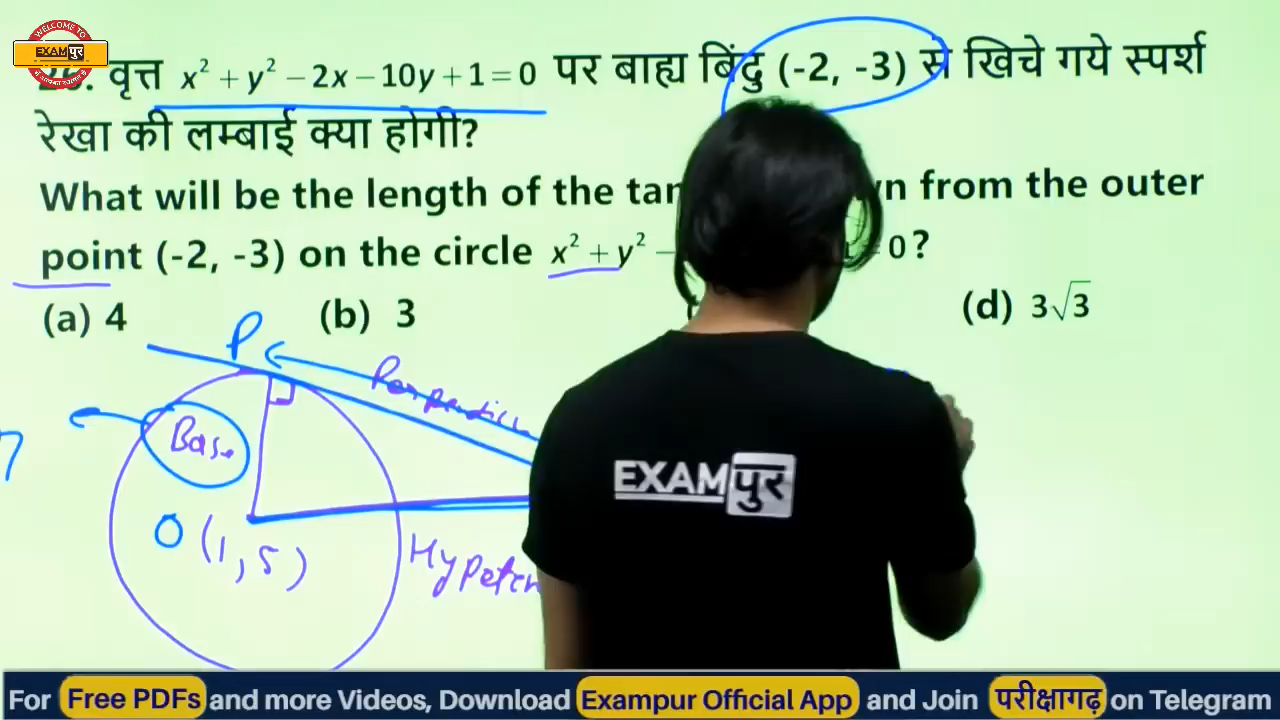 WELCOME TO
EXAMपुर
वृत्त x² + y² − 2x − 10y + 1 = 0 पर बाह्य बिंदु (-2, -3) से खिचे गये स्पर्श
रेखा की लम्बाई क्या होगी?
What will be the length of the from the outer
point (-2, -3) on the circle x² + y² − 0?
(a) 4 (b) 3 (d) 3√3
P
Base
O (1, 5)
EXAMपुर
For Free PDFs and more Videos, Download Exampur Official App and Join परीक्षागढ़ on Telegram